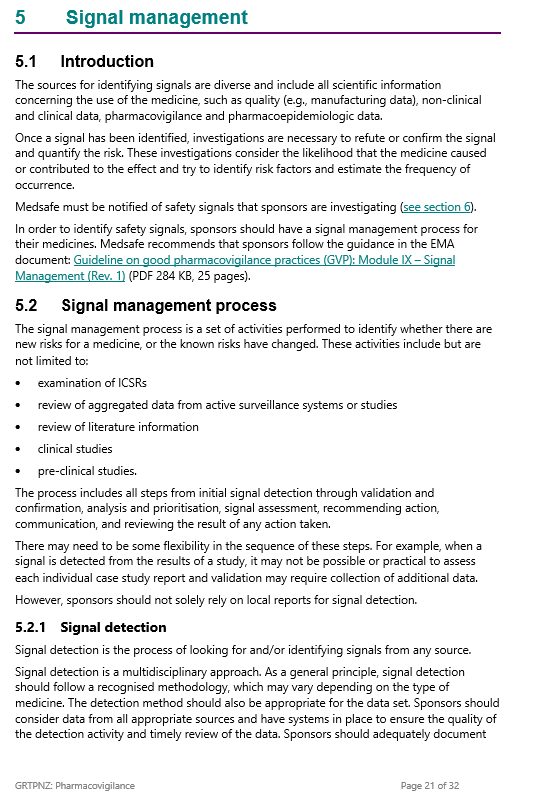 5 Signal management
5.1 Introduction
The sources for identifying signals are diverse and include all scientific information
concerning the use of the medicine, such as quality (e.g., manufacturing data), non-clinical
and clinical data, pharmacovigilance and pharmacoepidemiologic data.
Once a signal has been identified, investigations are necessary to refute or confirm the signal
and quantify the risk. These investigations consider the likelihood that the medicine caused
or contributed to the effect and try to identify risk factors and estimate the frequency of
occurrence.
Medsafe must be notified of safety signals that sponsors are investigating (see section 6).
In order to identify safety signals, sponsors should have a signal management process for
their medicines. Medsafe recommends that sponsors follow the guidance in the EMA
document: Guideline on good pharmacovigilance practices (GVP): Module IX – Signal
Management (Rev. 1) (PDF 284 KB, 25 pages).
5.2 Signal management process
The signal management process is a set of activities performed to identify whether there are
new risks for a medicine, or the known risks have changed. These activities include but are
not limited to:
• examination of ICSRs
• review of aggregated data from active surveillance systems or studies
• review of literature information
• clinical studies
• pre-clinical studies.
The process includes all steps from initial signal detection through validation and
confirmation, analysis and prioritisation, signal assessment, recommending action,
communication, and reviewing the result of any action taken.
There may need to be some flexibility in the sequence of these steps. For example, when a
signal is detected from the results of a study, it may not be possible or practical to assess
each individual case study report and validation may require collection of additional data.
However, sponsors should not solely rely on local reports for signal detection.
5.2.1 Signal detection
Signal detection is the process of looking for and/or identifying signals from any source.
Signal detection is a multidisciplinary approach. As a general principle, signal detection
should follow a recognised methodology, which may vary depending on the type of
medicine. The detection method should also be appropriate for the data set. Sponsors should
consider data from all appropriate sources and have systems in place to ensure the quality of
the detection activity and timely review of the data. Sponsors should adequately document
GRTPNZ: Pharmacovigilance Page 21 of 32